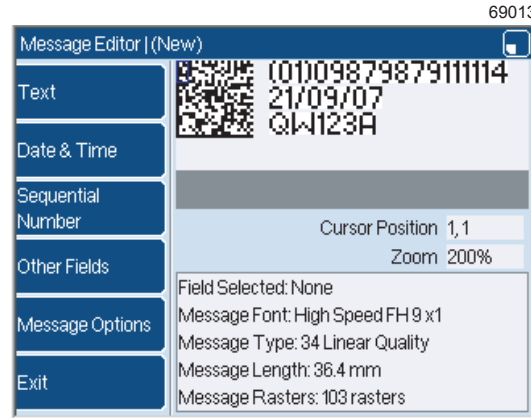 69013
Message Editor | (New)
Text
Date & Time
Sequential
Number
Other Fields
Message Options
Exit
(01)09879879111114
21/09/07
QW123A
Cursor Position 1,1
Zoom 200%
Field Selected: None
Message Font: High Speed FH 9 x1
Message Type: 34 Linear Quality
Message Length: 36.4 mm
Message Rasters: 103 rasters